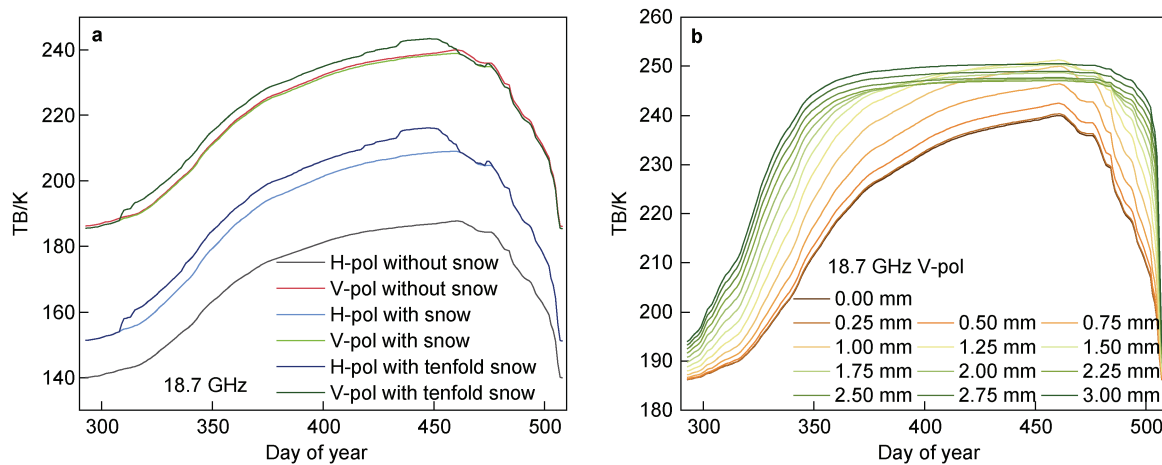 a
240
220
200
180
160
140
TB/K
H-pol without snow
V-pol without snow
H-pol with snow
V-pol with snow
H-pol with tenfold snow
V-pol with tenfold snow
18.7 GHz
300 350 400 450 500
Day of year
b
260
250
240
230
220
210
200
190
180
TB/K
18.7 GHz V-pol
0.00 mm
0.25 mm 0.50 mm 0.75 mm
1.00 mm 1.25 mm 1.50 mm
1.75 mm 2.00 mm 2.25 mm
2.50 mm 2.75 mm 3.00 mm
300 350 400 450 500
Day of year